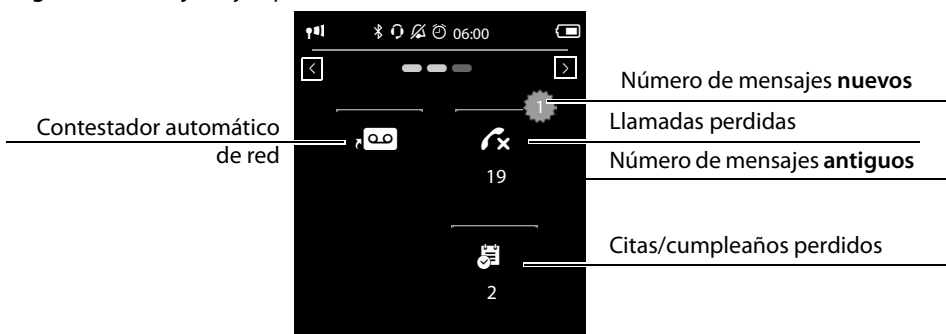 06:00
1
Número de mensajes nuevos
Llamadas perdidas
Contestador automático
de red
19
Número de mensajes antiguos
Citas/cumpleaños perdidos
2